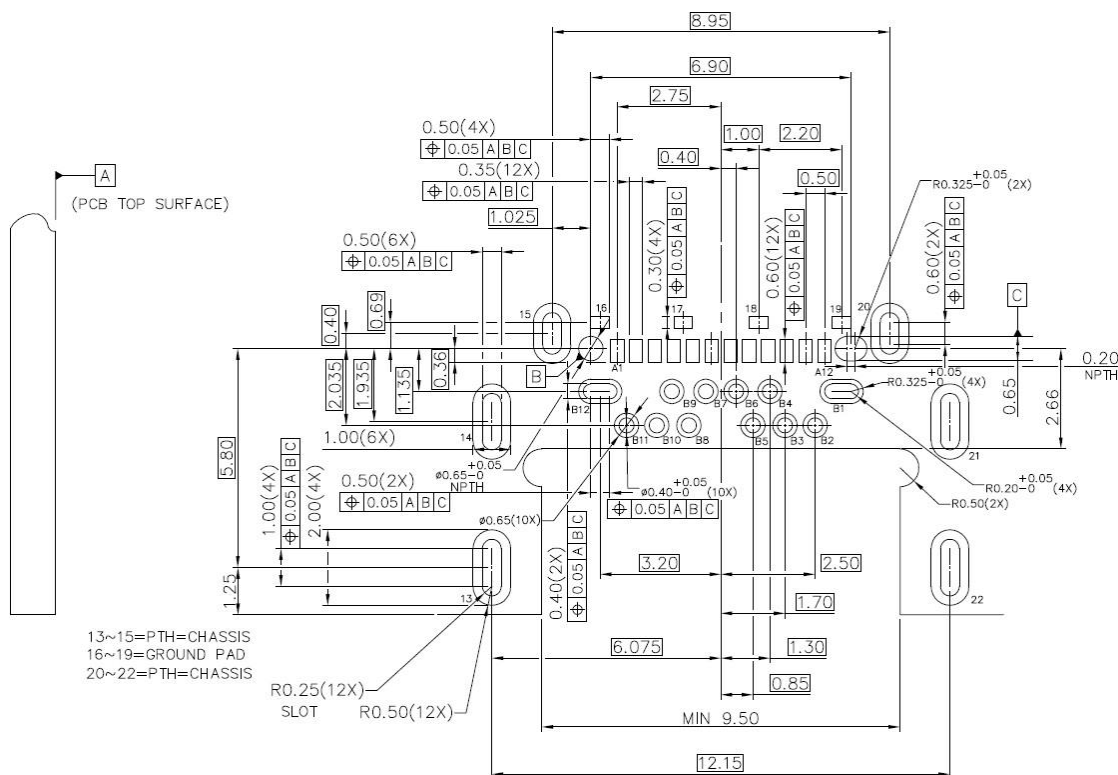 8.95
6.90
2.75
0.50(4X)
⌖ 0.05 A B C
1.00
2.20
0.35(12X)
⌖ 0.05 A B C
0.40
0.50
+0.05
R0.325-0 (2X)
A
(PCB TOP SURFACE)
1.025
0.30(4X)
⌖ 0.05 A B C
0.60(12X)
⌖ 0.05 A B C
0.60(2X)
⌖ 0.05 A B C
0.50(6X)
⌖ 0.05 A B C
C
15
16
17
18
19
20
0.40
0.69
0.36
A1
A12
B
0.20
NPTH
2.035
1.935
1.135
0.65
2.66
+0.05
R0.325-0 (4X)
B12
B9
B7
B6
B4
B1
B11
B10
B8
B5
B3
B2
14
21
1.00(6X)
5.80
+0.05
ø0.65-0
NPTH
+0.05
ø0.40-0 (10X)
⌖ 0.05 A B C
+0.05
R0.20-0 (4X)
R0.50(2X)
0.50(2X)
⌖ 0.05 A B C
1.00(4X)
⌖ 0.05 A B C
2.00(4X)
ø0.65(10X)
0.40(2X)
⌖ 0.05 A B C
3.20
2.50
1.25
13
22
1.70
13~15=PTH=CHASSIS
16~19=GROUND PAD
20~22=PTH=CHASSIS
6.075
1.30
0.85
R0.25(12X)
SLOT
R0.50(12X)
MIN 9.50
12.15